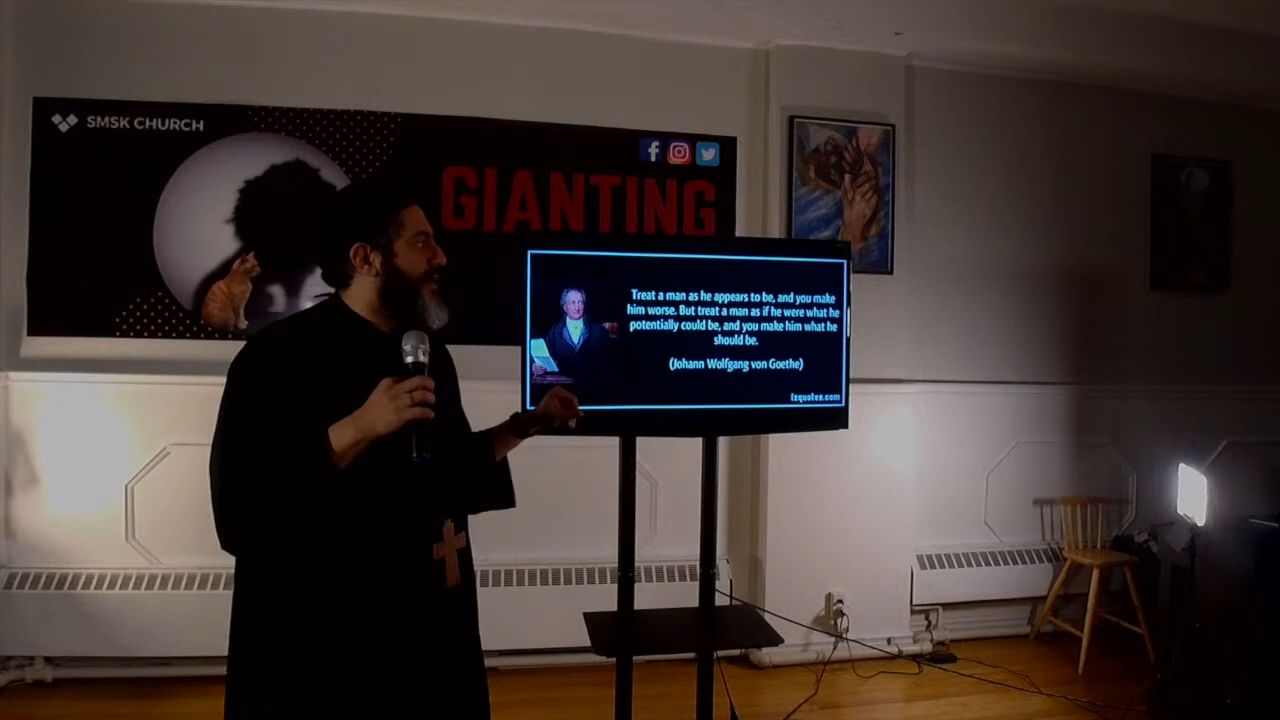 SMSK CHURCH
GIANTING
Treat a man as he appears to be, and you make
him worse. But treat a man as if he were what he
potentially could be, and you make him what he
should be.
(Johann Wolfgang von Goethe)
Izquotes.com